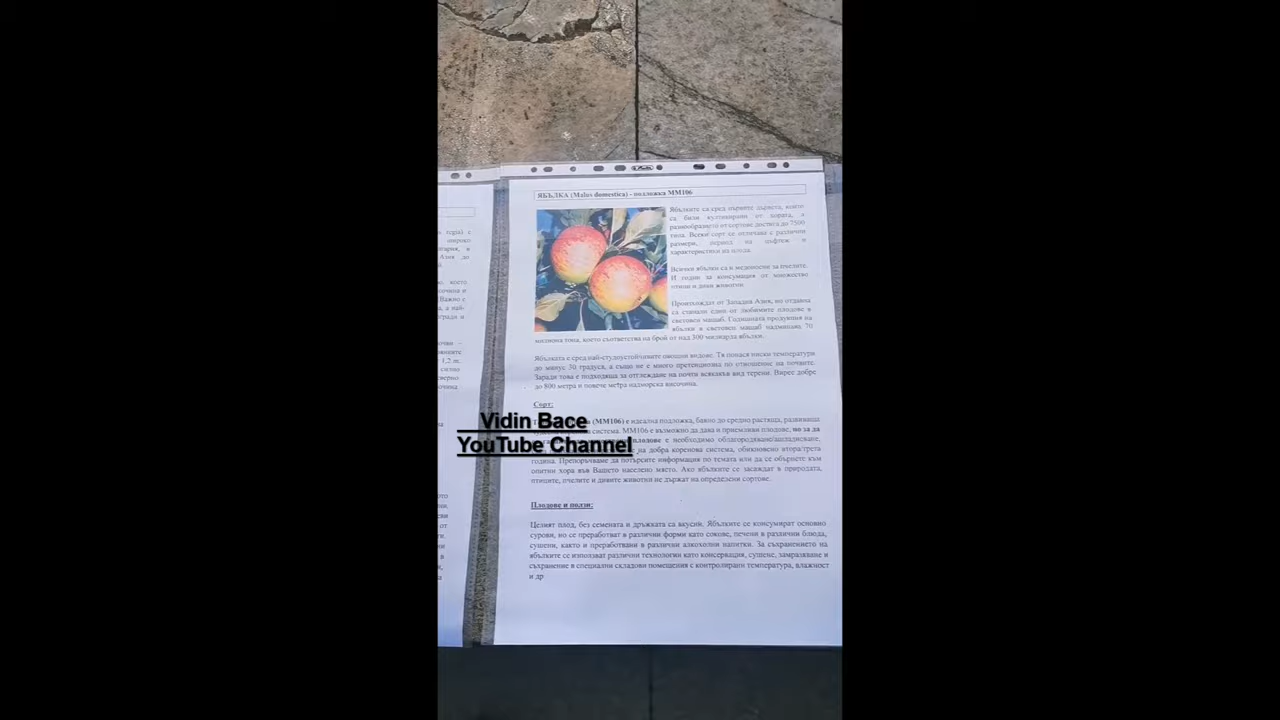 ЯБЪЛКА (Malus domestica) - подложка ММ106
Ябълките са сред първите дървета, които
са били култивирани от хората, а
разнообразието от сортове достига до 7500
типа. Всеки сорт се отличава с различни
размери, период на цъфтеж и
характеристики на плода.
Всички ябълки са и медоносни за пчелите.
И годни за консумация от множество
птици и диви животни.
Произхождат от Западна Азия, но отдавна
са станали едни от любимите плодове в
световен мащаб. Годишната продукция на
ябълки в световен мащаб надминава 70
милиона тона, което съответства на брой от над 300 милиарда ябълки.
Ябълката е сред най-студоустойчивите овощни видове. Тя понася ниски температури
до минус 30 градуса, а също не е много претенциозна по отношение на почвите.
Заради това е подходяща за отглеждане на почти всякакъв вид терени. Вирее добре
до 800 метра и повече метра надморска височина.
Сорт:
(ММ106) е идеална подложка, бавно до средно растяща, развиваща
система. ММ106 е възможно да дава и приемливи плодове, но за да
плодове е необходимо облагородяване/ашладисване,
на добра коренова система, обикновено втора/трета
година. Препоръчваме да потърсите информация по темата или да се обърнете към
опитни хора във Вашето населено място. Ако ябълките се засаждат в природата,
птиците, пчелите и дивите животни не държат на определени сортове.
Vidin Bace
YouTube Channel
Плодове и ползи:
Целият плод, без семената и дръжката са вкусни. Ябълките се консумират основно
сурови, но се преработват в различни форми като сокове, печени в различни блюда,
сушени, както и преработвани в различни алкохолни напитки. За съхранението на
ябълките се използват различни технологии като консервация, сушене, замразяване и
съхранение в специални складови помещения с контролирани температура, влажност
и др